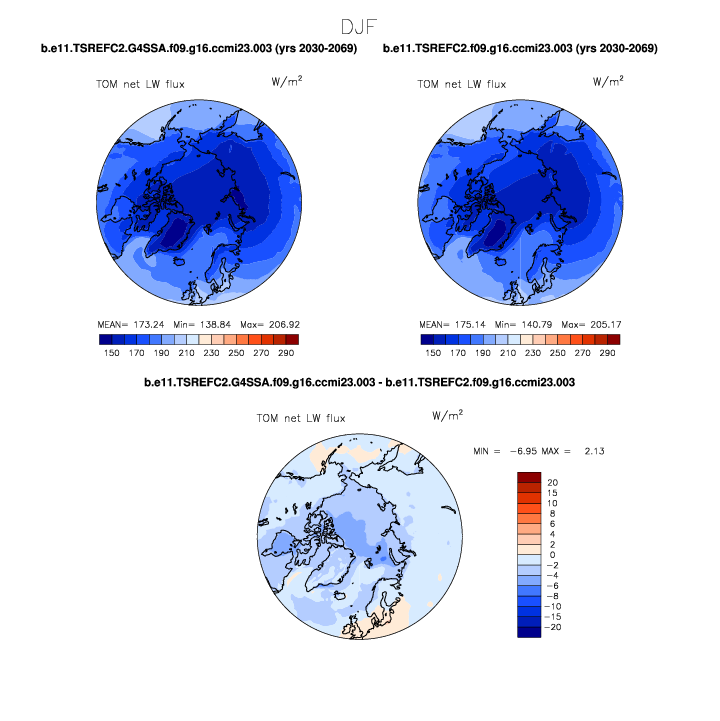 DJF
b.e11.TSREFC2.G4SSA.f09.g16.ccmi23.003 (yrs 2030-2069) b.e11.TSREFC2.f09.g16.ccmi23.003 (yrs 2030-2069)
TOM net LW flux W/m² TOM net LW flux W/m²
MEAN= 173.24 Min= 138.84 Max= 206.92 MEAN= 175.14 Min= 140.79 Max= 205.17
150 170 190 210 230 250 270 290 150 170 190 210 230 250 270 290
b.e11.TSREFC2.G4SSA.f09.g16.ccmi23.003 - b.e11.TSREFC2.f09.g16.ccmi23.003
TOM net LW flux W/m²
MIN = -6.95 MAX = 2.13
20
15
10
8
6
4
2
0
-2
-4
-6
-8
-10
-15
-20